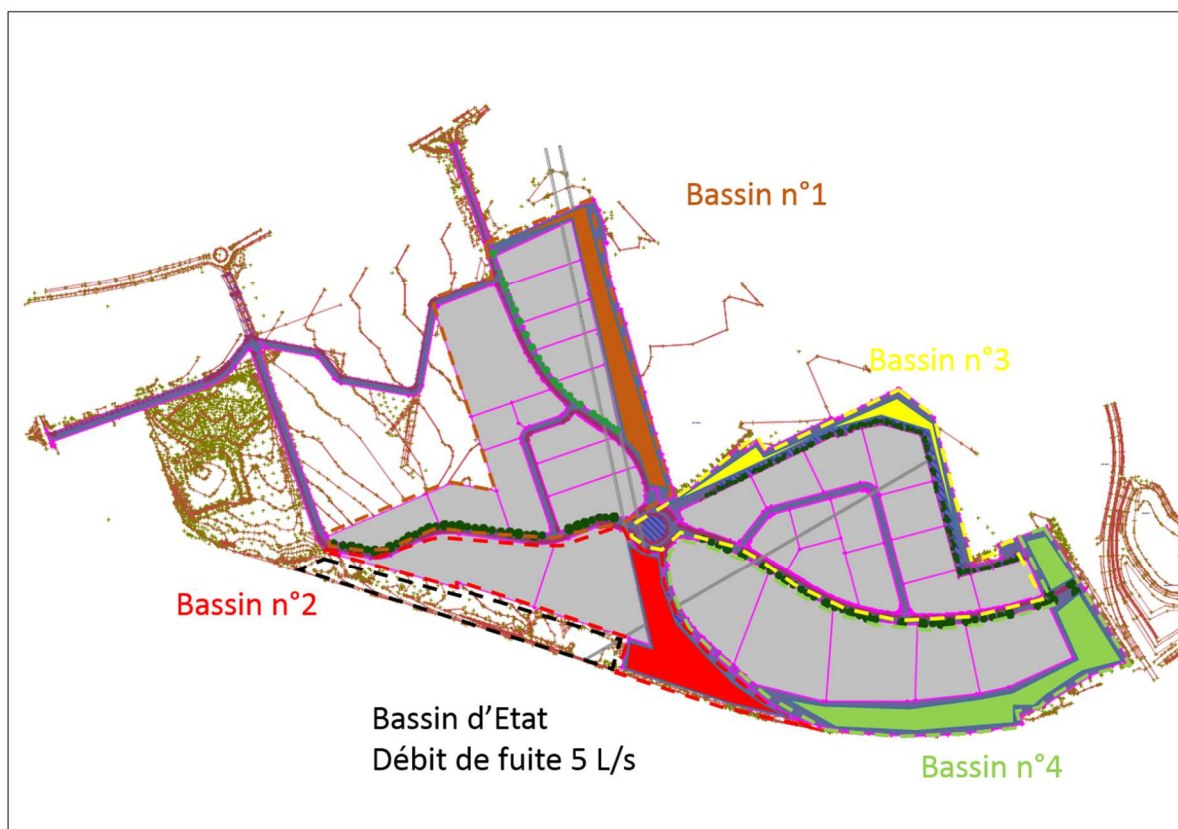 Bassin n°1
Bassin n°3
Bassin n°2
Bassin d’Etat
Débit de fuite 5 L/s
Bassin n°4